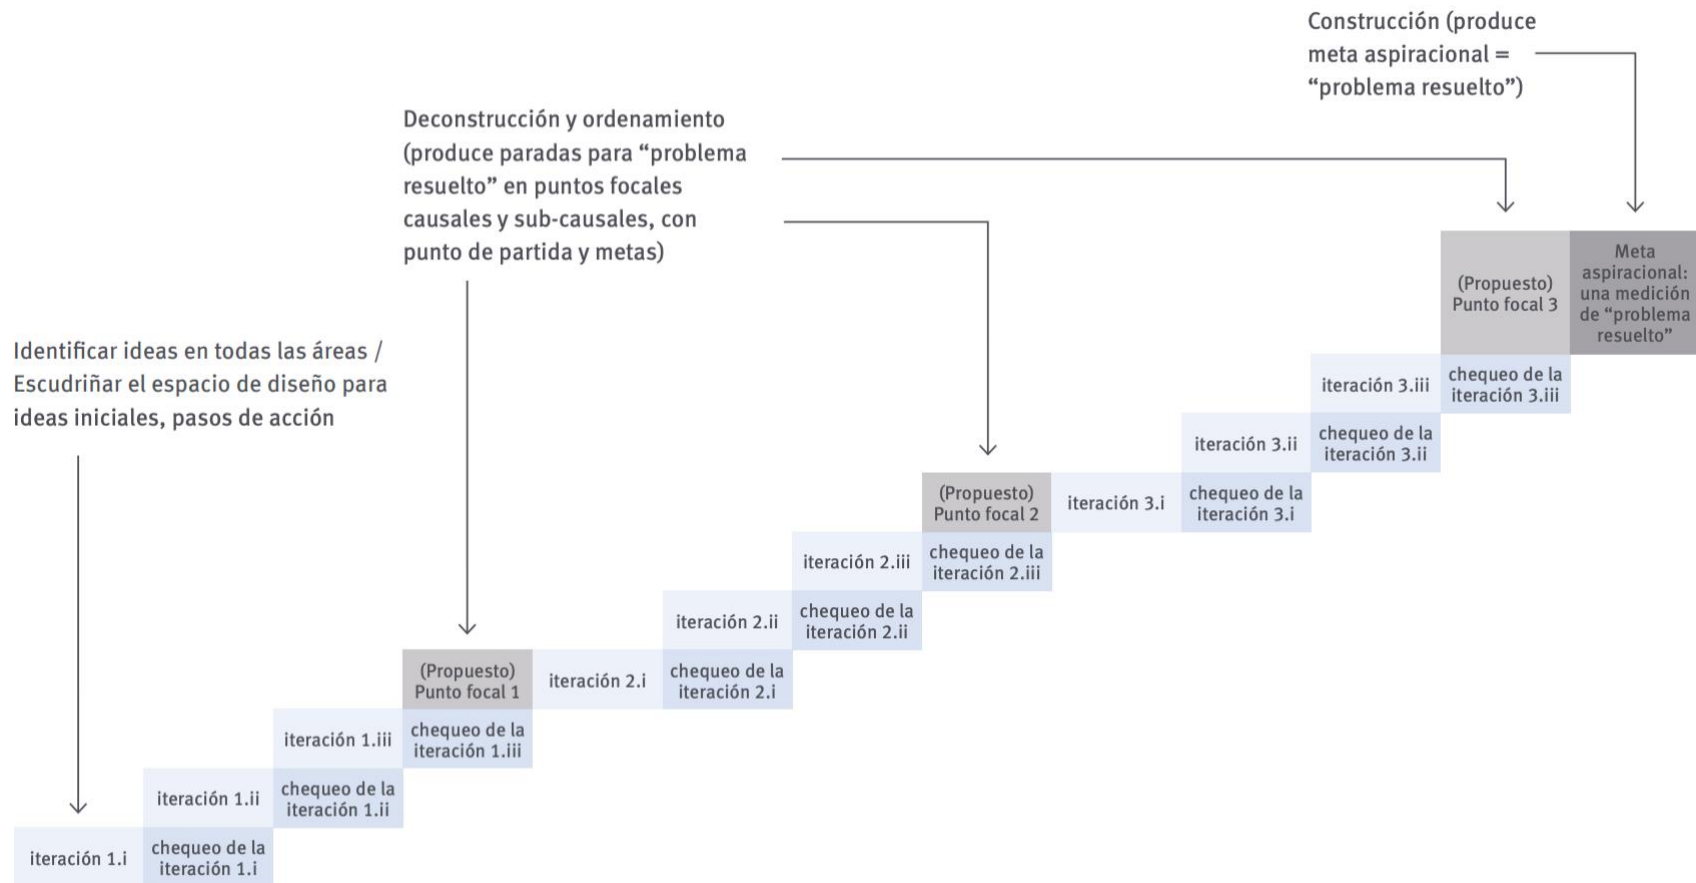 Construcción (produce
meta aspiracional =
“problema resuelto”)
Deconstrucción y ordenamiento
(produce paradas para “problema
resuelto” en puntos focales
causales y sub-causales, con
punto de partida y metas)
Identificar ideas en todas las áreas /
Escudriñar el espacio de diseño para
ideas iniciales, pasos de acción
(Propuesto)
Punto focal 3
Meta
aspiracional:
una medición
de “problema
resuelto”
iteración 3.iii
chequeo de la
iteración 3.iii
iteración 3.ii
chequeo de la
iteración 3.ii
(Propuesto)
Punto focal 2
iteración 3.i
chequeo de la
iteración 3.i
iteración 2.iii
chequeo de la
iteración 2.iii
iteración 2.ii
chequeo de la
iteración 2.ii
(Propuesto)
Punto focal 1
iteración 2.i
chequeo de la
iteración 2.i
iteración 1.iii
chequeo de la
iteración 1.iii
iteración 1.ii
chequeo de la
iteración 1.ii
iteración 1.i
chequeo de la
iteración 1.i